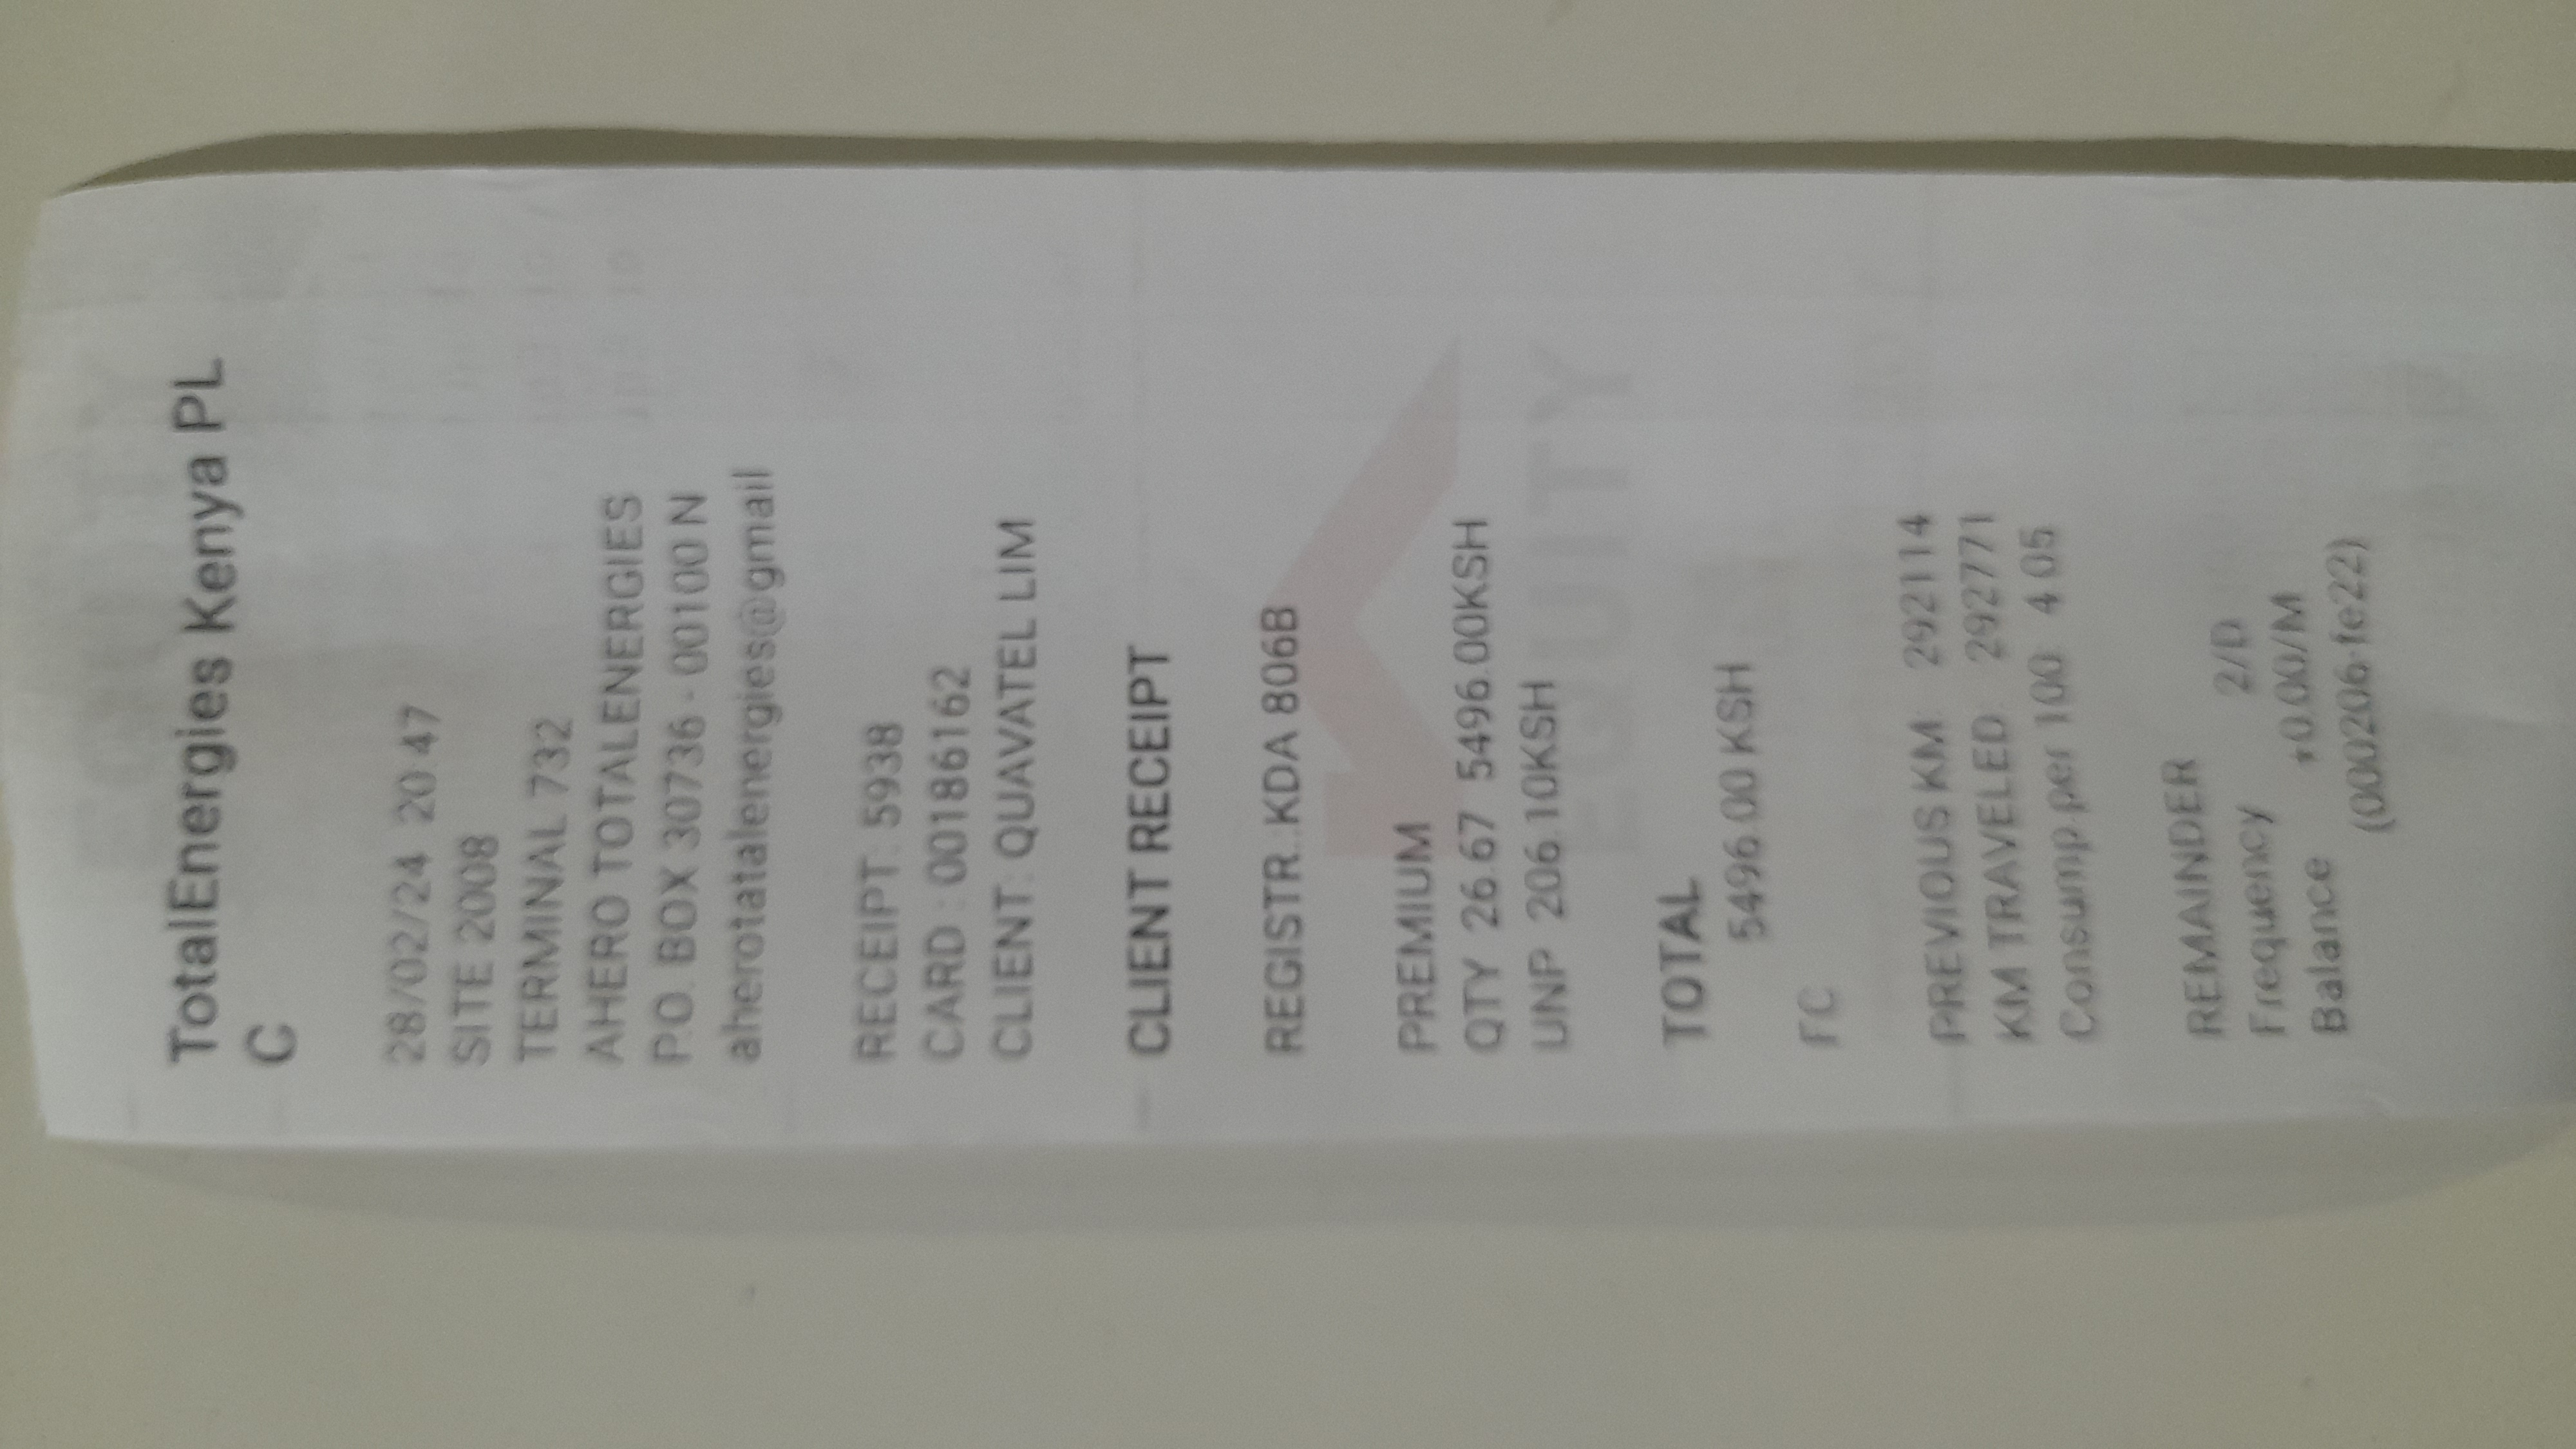 TotalEnergies Kenya PL
C
28/02/24 20:47
SITE 2008
TERMINAL 732
AHERO TOTALENERGIES
P.O. BOX 30736 - 00100 N
aherotatalenergies@gmail
RECEIPT: 5938
CARD : 00186162
CLIENT: QUAVATEL LIM
CLIENT RECEIPT
REGISTR..KDA 806B
PREMIUM
QTY 26.67 5496.00KSH
UNP 206.10KSH
EQUITY
TOTAL
5496.00 KSH
FC
PREVIOUS KM: 292114
KM TRAVELED: 292771
Consump per 100: 4.05
REMAINDER
Frequency 2/D
Balance *0.00/M
(000206-fe22)